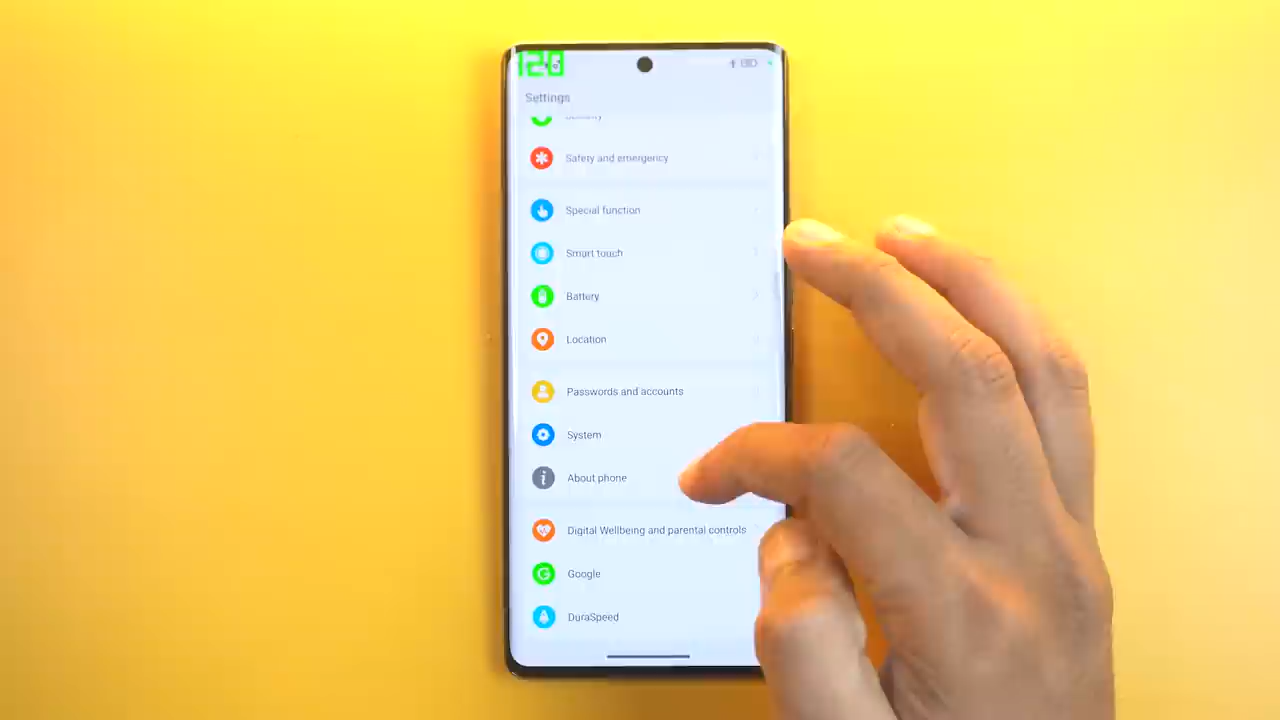 120
Settings
Safety and emergency
Special function
Smart touch
Battery
Location
Passwords and accounts
System
About phone
Digital Wellbeing and parental controls
Google
DuraSpeed